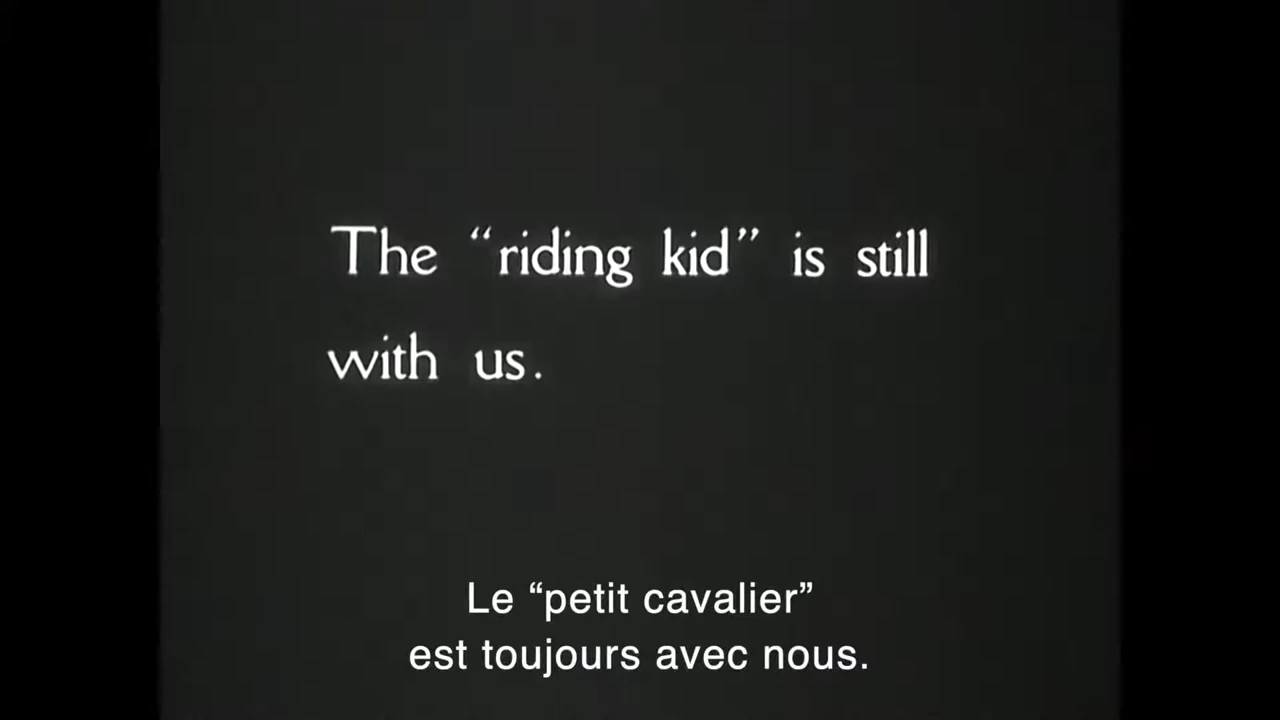 The “riding kid” is still
with us.
Le “petit cavalier”
est toujours avec nous.